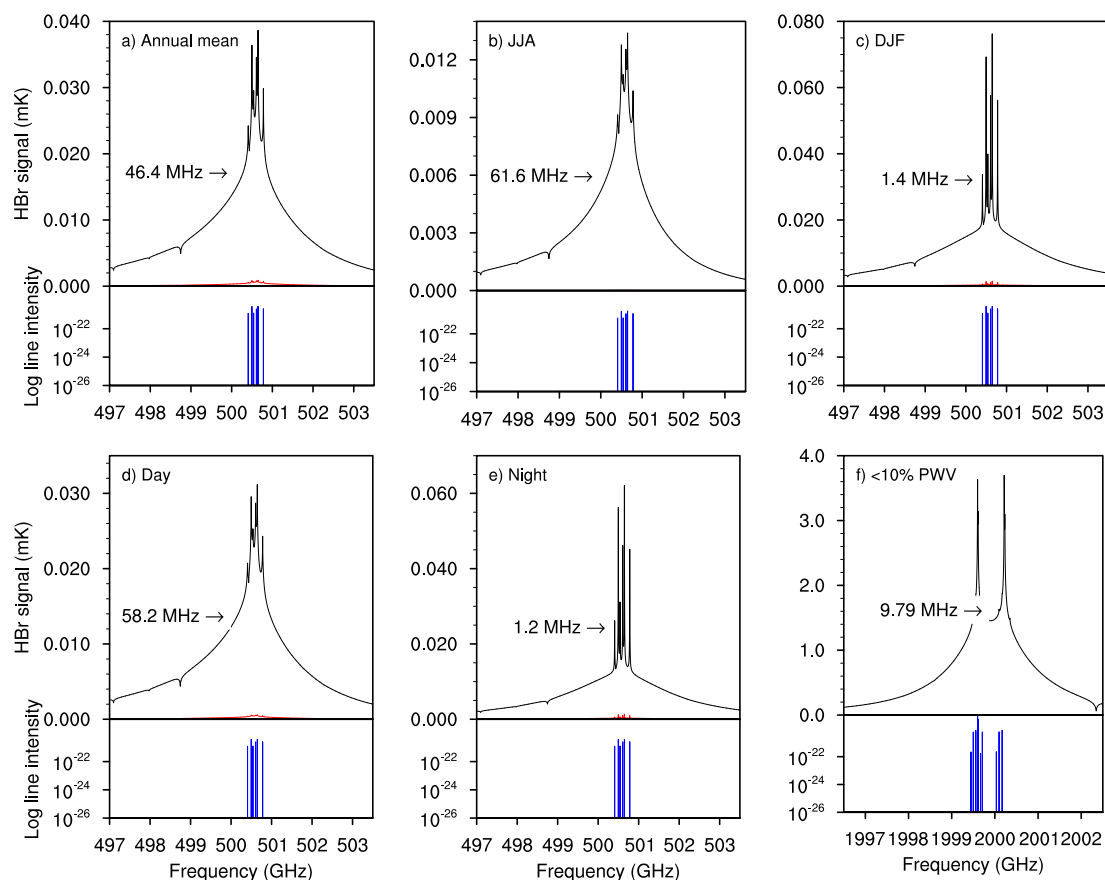 a) Annual mean
b) JJA
c) DJF
HBr signal (mK)
0.040
0.030
0.020
0.010
0.000
46.4 MHz →
0.012
0.009
0.006
0.003
0.000
61.6 MHz →
0.080
0.060
0.040
0.020
0.000
1.4 MHz →
Log line intensity
10-22
10-24
10-26
10-22
10-24
10-26
10-22
10-24
10-26
497 498 499 500 501 502 503
497 498 499 500 501 502 503
497 498 499 500 501 502 503
d) Day
e) Night
f) <10% PWV
HBr signal (mK)
0.030
0.020
0.010
0.000
58.2 MHz →
0.060
0.040
0.020
0.000
1.2 MHz →
4.0
3.0
2.0
1.0
0.0
9.79 MHz →
Log line intensity
10-22
10-24
10-26
10-22
10-24
10-26
10-22
10-24
10-26
497 498 499 500 501 502 503
497 498 499 500 501 502 503
1997 1998 1999 2000 2001 2002
Frequency (GHz)
Frequency (GHz)
Frequency (GHz)